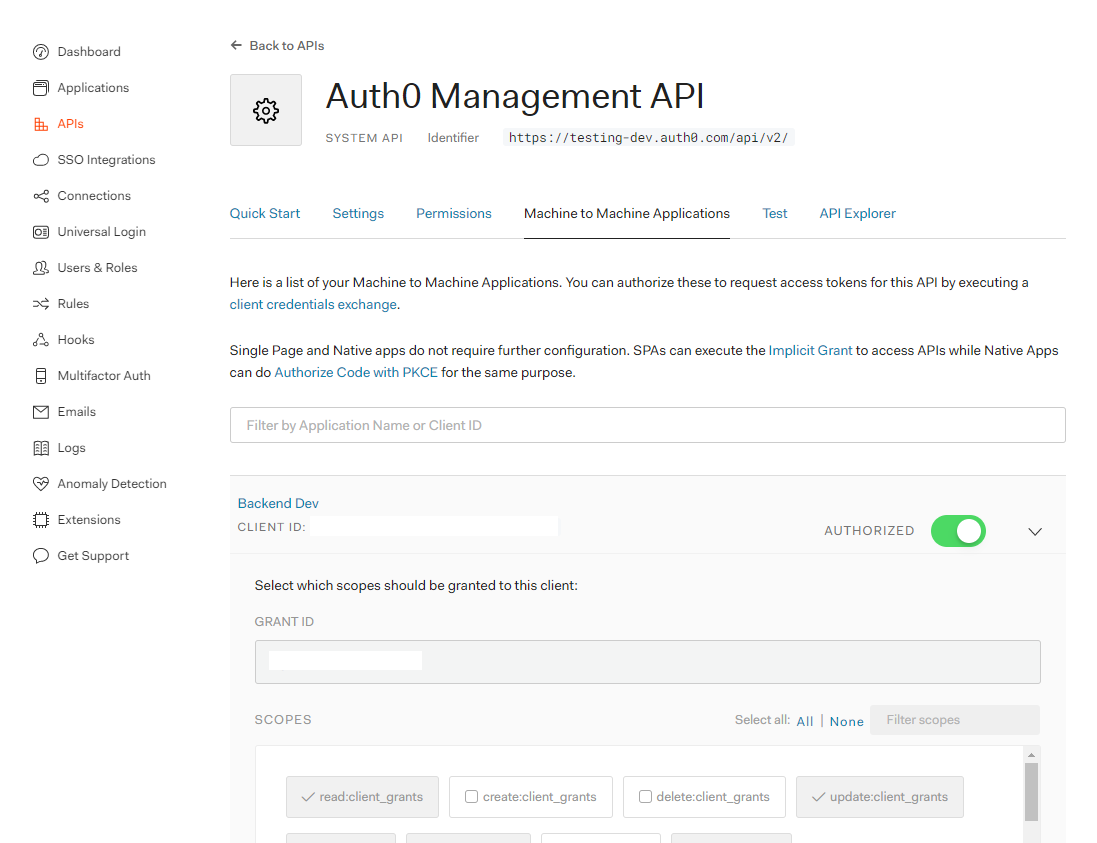 Dashboard
Applications
APIs
SSO Integrations
Connections
Universal Login
Users & Roles
Rules
Hooks
Multifactor Auth
Emails
Logs
Anomaly Detection
Extensions
Get Support
Back to APIs
Auth0 Management API
SYSTEM API Identifier https://testing-dev.auth0.com/api/v2/
Quick Start Settings Permissions Machine to Machine Applications Test API Explorer
Here is a list of your Machine to Machine Applications. You can authorize these to request access tokens for this API by executing a
client credentials exchange.
Single Page and Native apps do not require further configuration. SPAs can execute the Implicit Grant to access APIs while Native Apps
can do Authorize Code with PKCE for the same purpose.
Filter by Application Name or Client ID
Backend Dev
CLIENT ID:
AUTHORIZED
Select which scopes should be granted to this client:
GRANT ID
SCOPES Select all: All | None Filter scopes
read:client_grants create:client_grants delete:client_grants update:client_grants